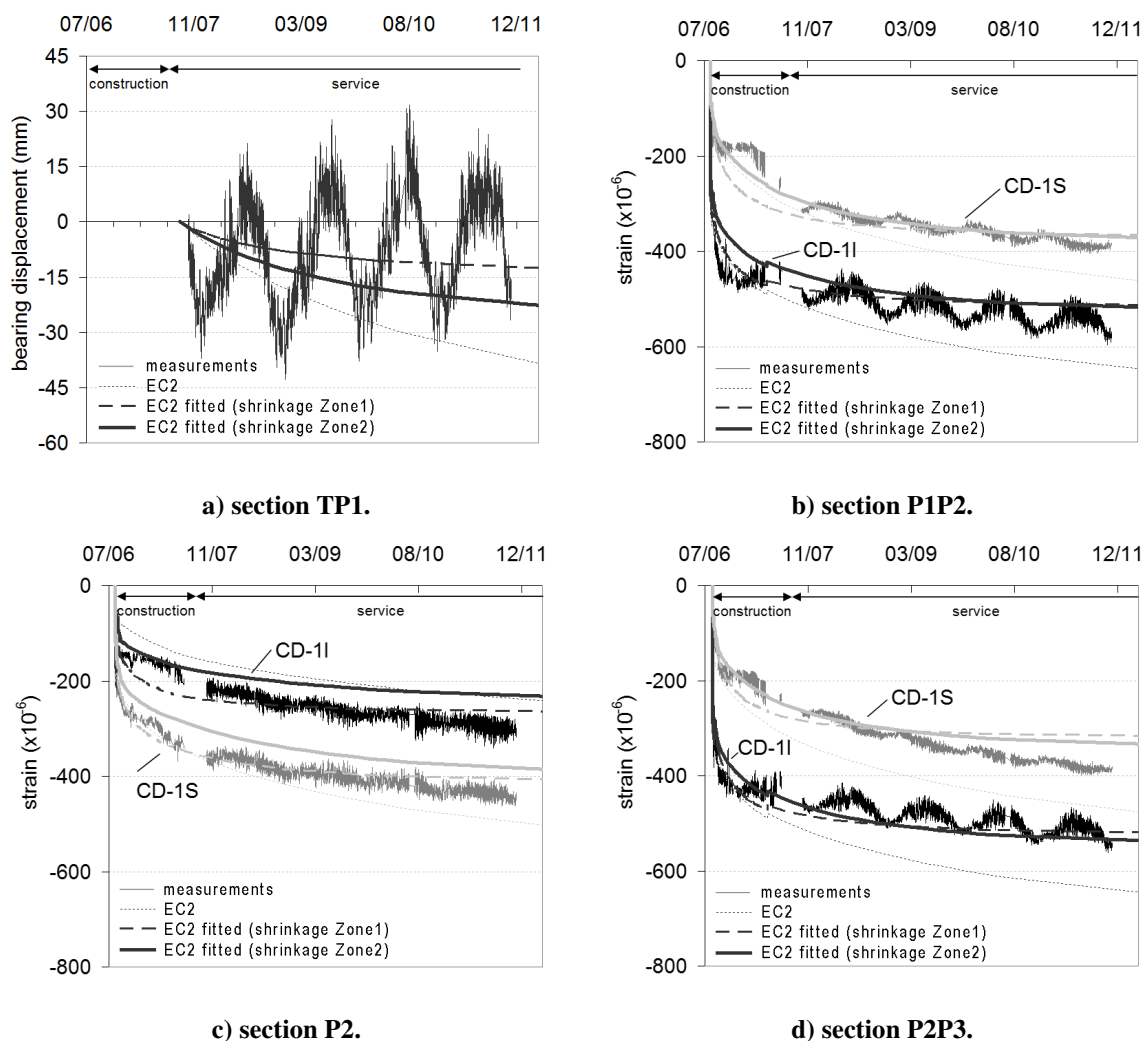 07/06 11/07 03/09 08/10 12/11
45
30
15
0
-15
-30
-45
-60
bearing displacement (mm)
construction
service
measurements
EC2
EC2 fitted (shrinkage Zone1)
EC2 fitted (shrinkage Zone2)
a) section TP1.
07/06 11/07 03/09 08/10 12/11
0
-200
-400
-600
-800
strain (x10⁻⁶)
construction
service
CD-1S
CD-1I
measurements
EC2
EC2 fitted (shrinkage Zone1)
EC2 fitted (shrinkage Zone2)
b) section P1P2.
07/06 11/07 03/09 08/10 12/11
0
-200
-400
-600
-800
strain (x10⁻⁶)
construction
service
CD-1I
CD-1S
measurements
EC2
EC2 fitted (shrinkage Zone1)
EC2 fitted (shrinkage Zone2)
c) section P2.
07/06 11/07 03/09 08/10 12/11
0
-200
-400
-600
-800
strain (x10⁻⁶)
construction
service
CD-1S
CD-1I
measurements
EC2
EC2 fitted (shrinkage Zone1)
EC2 fitted (shrinkage Zone2)
d) section P2P3.